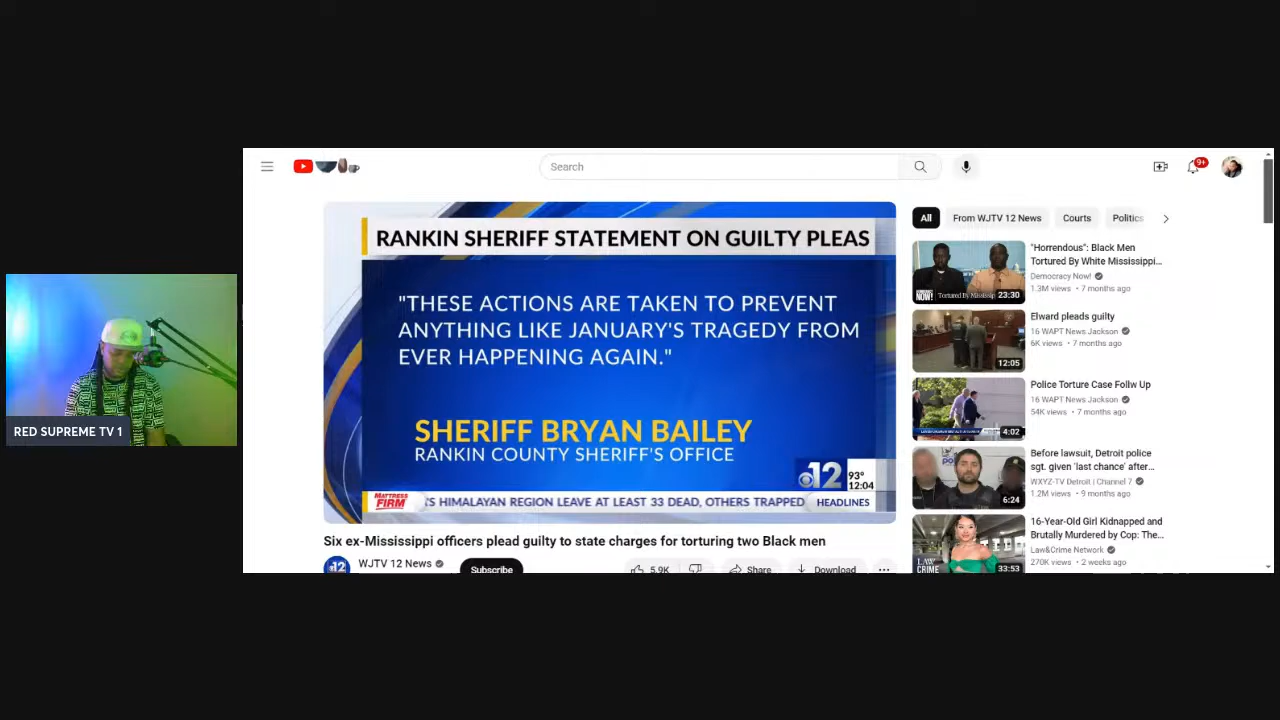 Search
9+
RANKIN SHERIFF STATEMENT ON GUILTY PLEAS
"THESE ACTIONS ARE TAKEN TO PREVENT
ANYTHING LIKE JANUARY'S TRAGEDY FROM
EVER HAPPENING AGAIN."
SHERIFF BRYAN BAILEY
RANKIN COUNTY SHERIFF'S OFFICE
12
93°
12:04
MATTRESS
FIRM
'S HIMALAYAN REGION LEAVE AT LEAST 33 DEAD, OTHERS TRAPPED
HEADLINES
Six ex-Mississippi officers plead guilty to state charges for torturing two Black men
12
WJTV 12 News
Subscribe
5.9K
Share
Download
RED SUPREME TV 1
All
From WJTV 12 News
Courts
Politics
NOW!
Tortured By Mississip
23:30
"Horrendous": Black Men
Tortured By White Mississippi...
Democracy Now!
1.3M views • 7 months ago
12:05
Elward pleads guilty
16 WAPT News Jackson
6K views • 7 months ago
4:02
Police Torture Case Follw Up
16 WAPT News Jackson
54K views • 7 months ago
6:24
Before lawsuit, Detroit police
sgt. given 'last chance' after...
WXYZ-TV Detroit | Channel 7
1.2M views • 9 months ago
LAW
CRIME
33:53
16-Year-Old Girl Kidnapped and
Brutally Murdered by Cop: The...
Law&Crime Network
270K views • 2 weeks ago